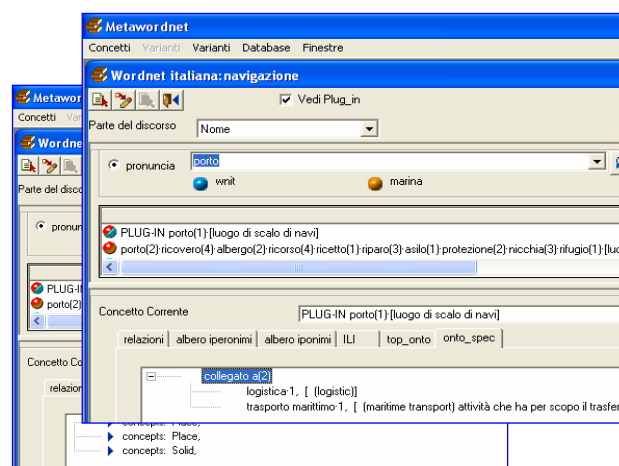 Metawordnet
Concetti Varianti Varianti Database Finestre
Wordnet italiana: navigazione
Vedi Plug_in
Parte del discorso Nome
pronuncia porto
wnit marina
PLUG-IN porto(1) [luogo di scalo di navi]
porto(2) ricovero(4) albergo(2) ricorso(4) ricetto(1) riparo(3) asilo(1) protezione(2) nicchia(3) rifugio(1) [luo
Concetto Corrente PLUG-IN porto(1) [luogo di scalo di navi]
relazioni albero iperonimi albero iponimi ILI top_onto onto_spec
collegato a(2)
logistica·1, [ (logistic)]
trasporto marittimo·1, [ (maritime transport) attività che ha per scopo il trasfer
Metawor
Concetti Var
Wordne
Parte del disco
pronun
PLUG-I
porto(2)
Concetto Co
relazior
concepts: Place,
concepts: Place,
concepts: Solid,